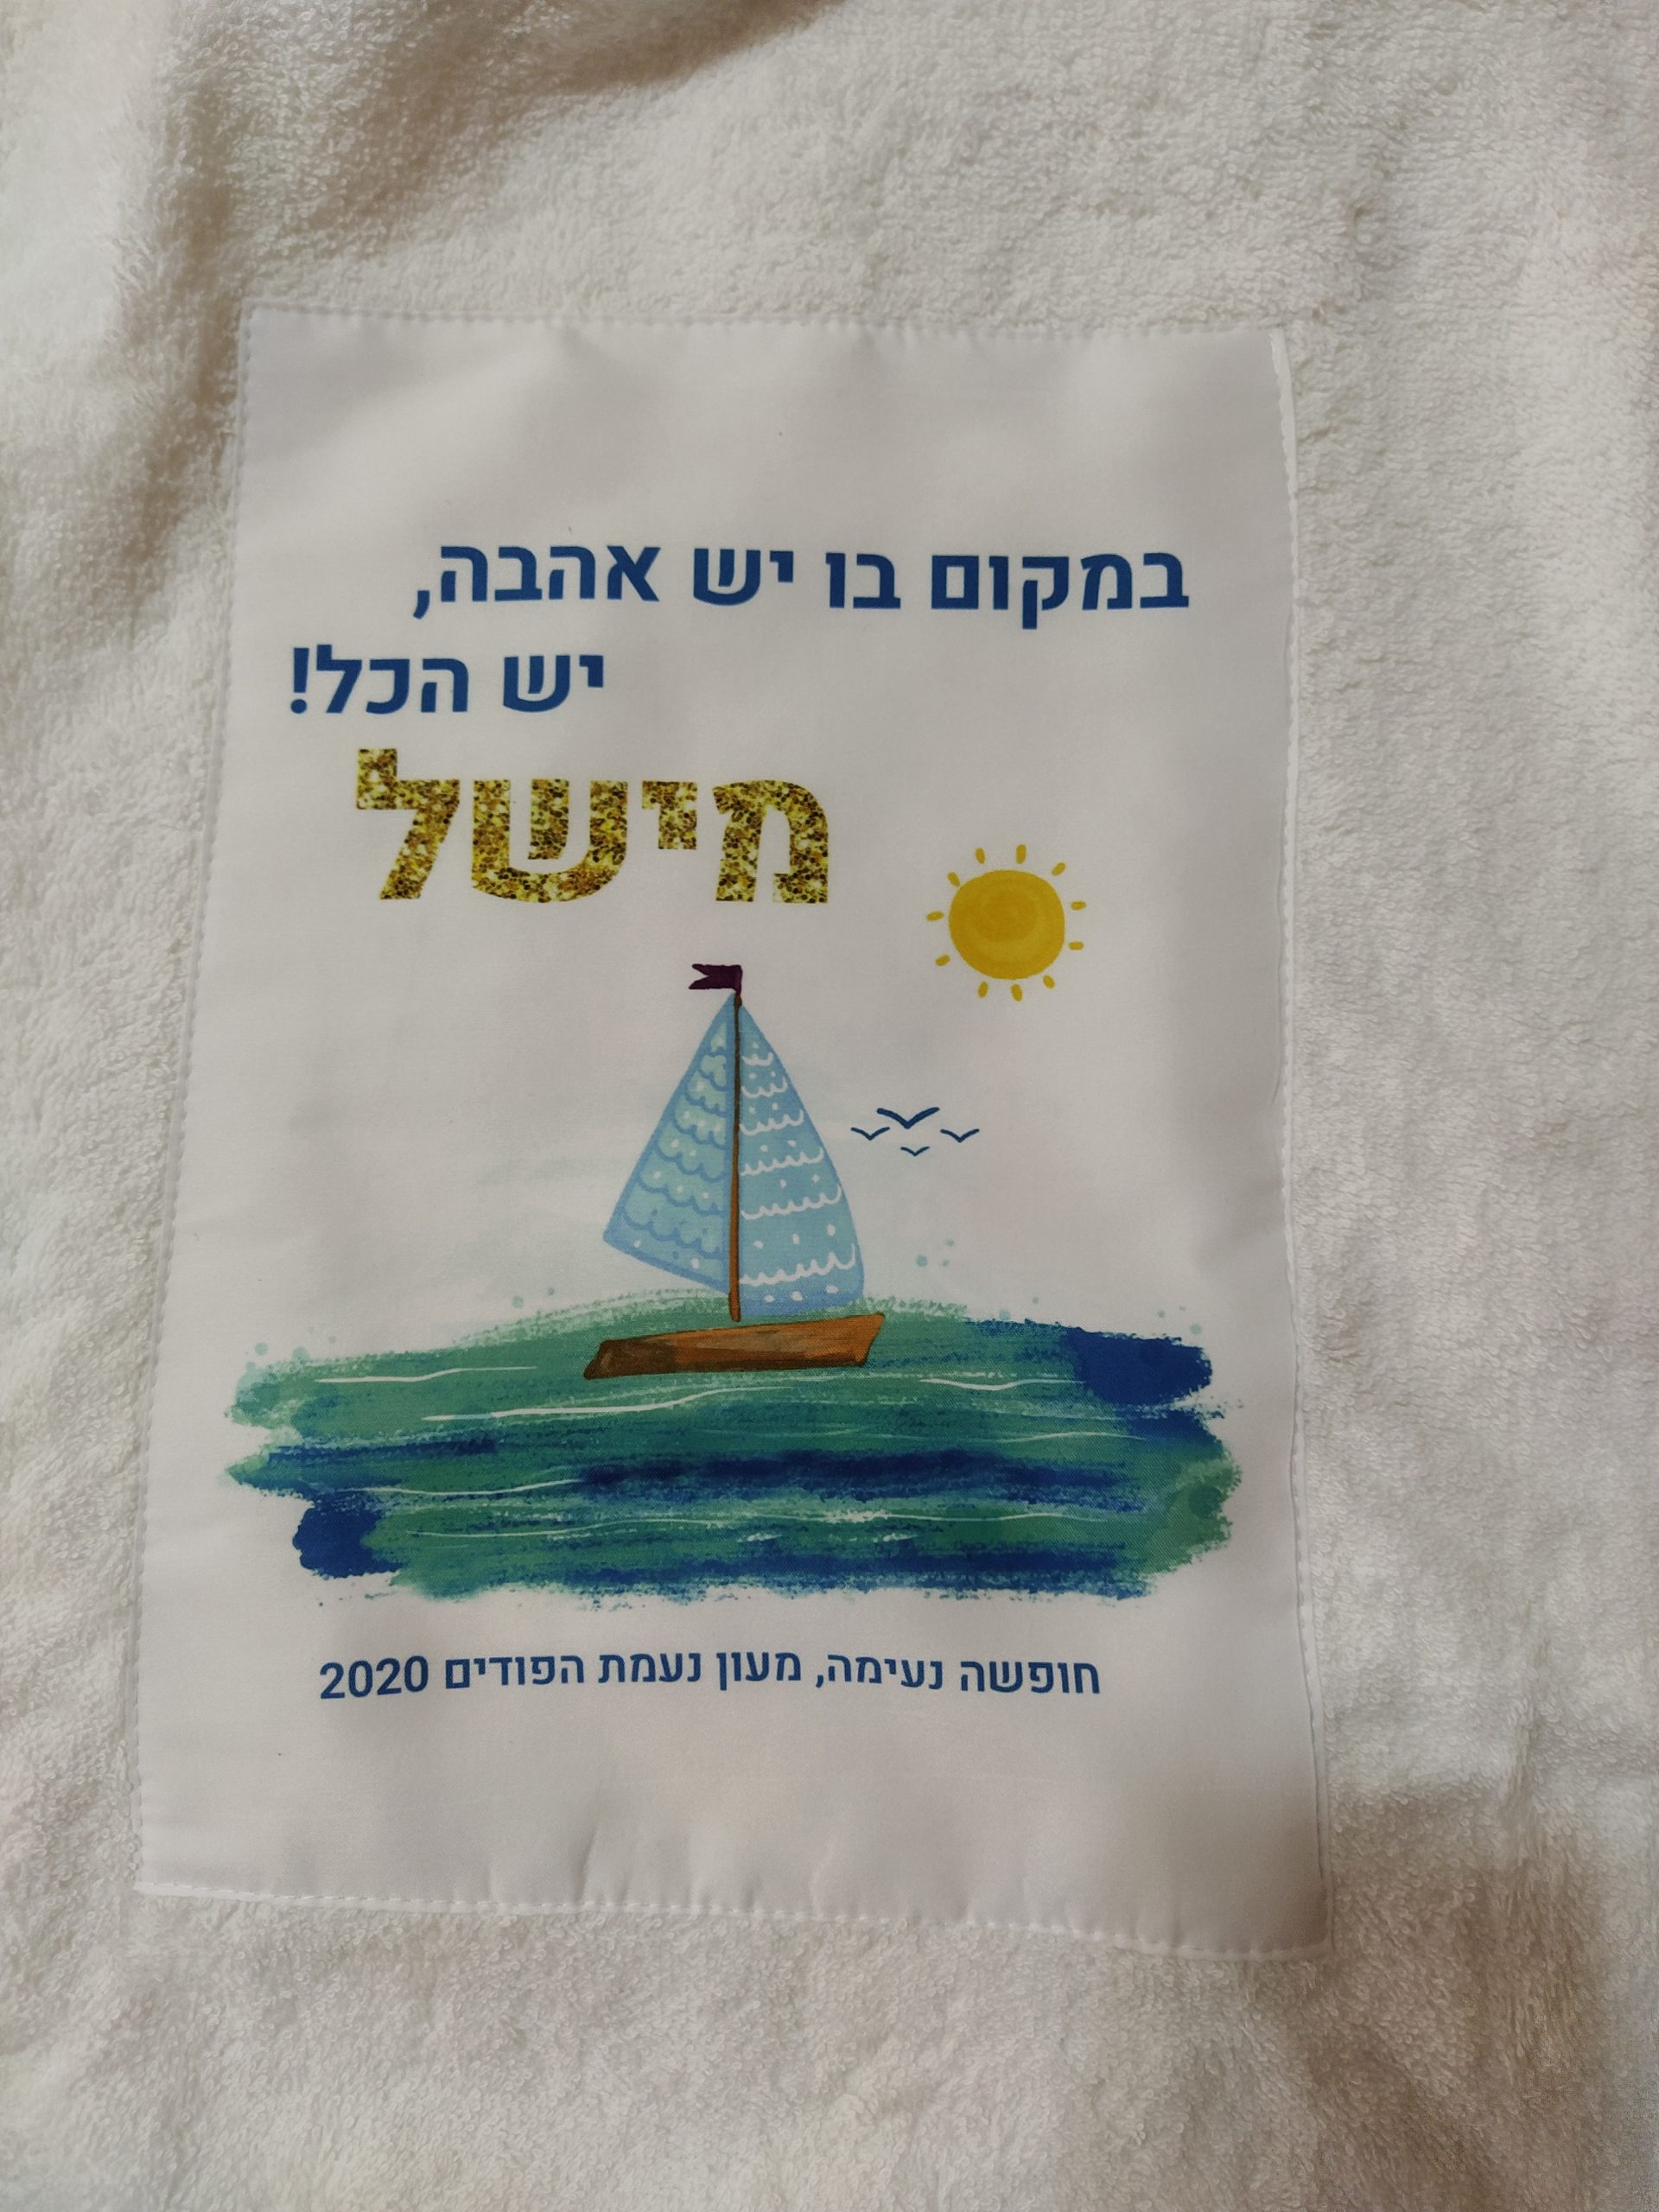 במקום בו יש אהבה,
יש הכל!
מישל
חופשה נעימה, מעון נעמת הפודים 2020